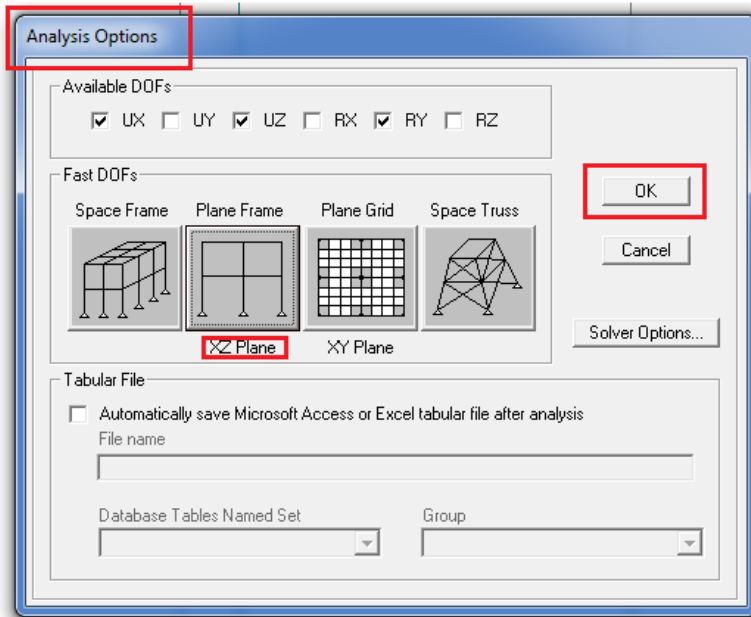 Analysis Options
Available DOFs
UX UY UZ RX RY RZ
Fast DOFs
Space Frame Plane Frame Plane Grid Space Truss
XZ Plane XY Plane
OK
Cancel
Solver Options...
Tabular File
Automatically save Microsoft Access or Excel tabular file after analysis
File name
Database Tables Named Set Group